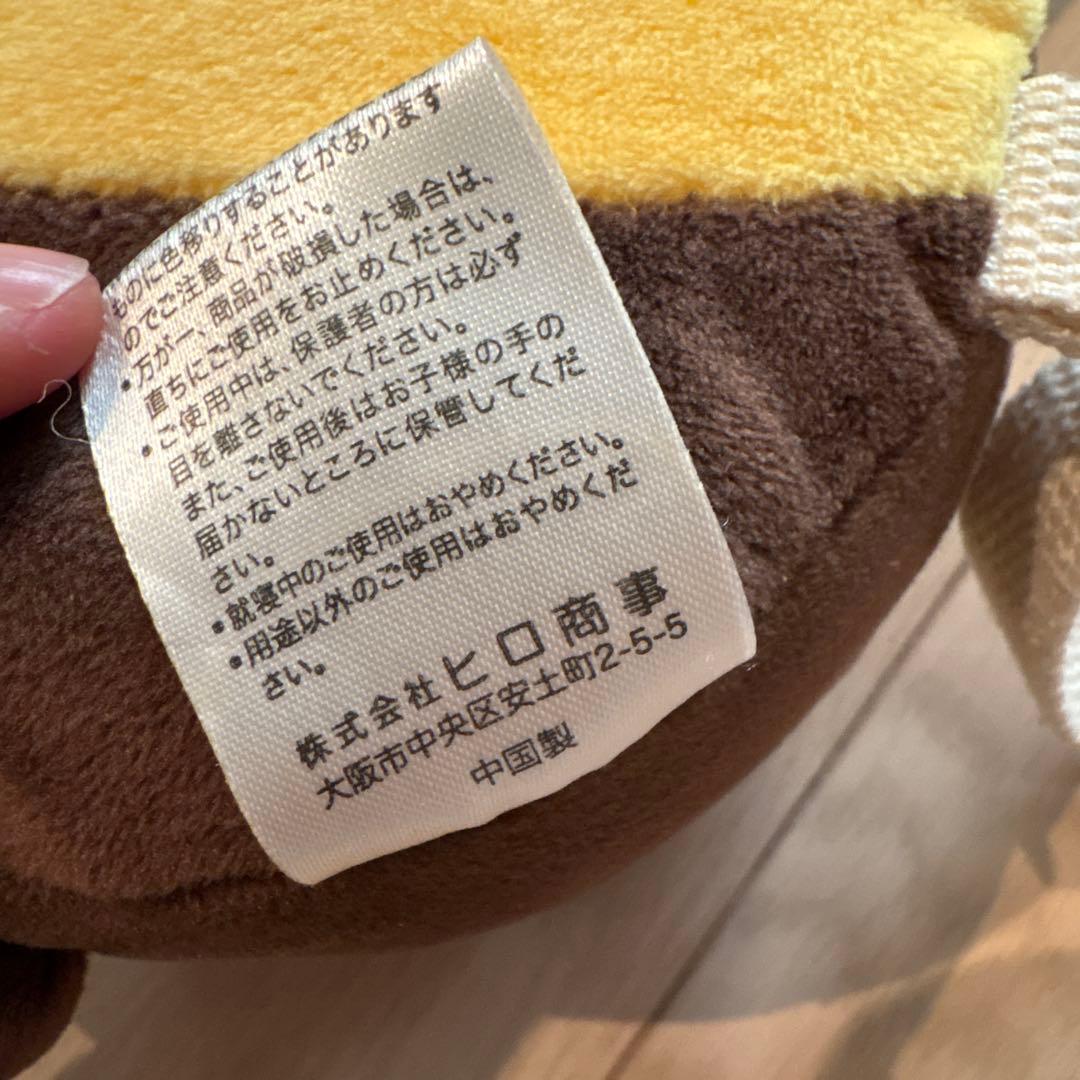 ものに色移りすることがあります
のでご注意ください。
・万が一、商品が破損した場合は、
直ちにご使用をお止めください。
・ご使用中は、保護者の方は必ず
目を離さないでください。
また、ご使用後はお子様の手の
届かないところに保管してくだ
さい。
・就寝中のご使用はおやめください。
・用途以外のご使用はおやめくだ
さい。
株式会社ヒロ商事
大阪市中央区安土町2-5-5
中国製